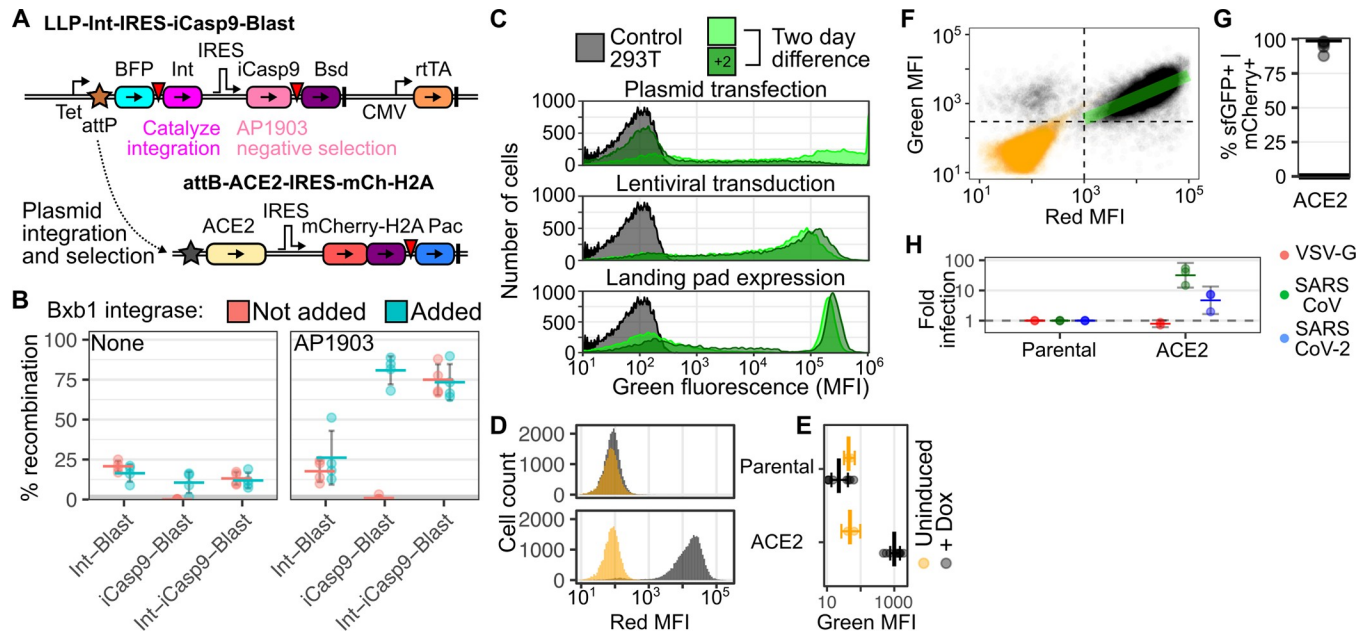 A
LLP-Int-IRES-iCasp9-Blast
IRES
BFP Int iCasp9 Bsd rtTA
Tet attP CMV
Catalyze integration
AP1903 negative selection
attB-ACE2-IRES-mCh-H2A
Plasmid integration and selection
IRES
ACE2 mCherry-H2A Pac
B
Bxb1 integrase: Not added Added
None AP1903
% recombination
100
75
50
25
0
Int–Blast
iCasp9–Blast
Int–iCasp9–Blast
Int–Blast
iCasp9–Blast
Int–iCasp9–Blast
C
Control 293T
+2
Two day difference
Plasmid transfection
1000
500
0
Lentiviral transduction
1000
500
0
Landing pad expression
1000
500
0
Number of cells
10¹ 10² 10³ 10⁴ 10⁵ 10⁶
Green fluorescence (MFI)
D
2000
1000
0
2000
1000
0
Cell count
10¹ 10³ 10⁵
Red MFI
E
Parental
ACE2
10 1000
Green MFI
Uninduced
+ Dox
F
Green MFI
10⁵
10³
10¹
10¹ 10³ 10⁵
Red MFI
G
% sfGFP+ | mCherry+
100
75
50
25
0
ACE2
H
Fold infection
100
10
1
Parental ACE2
VSV-G
SARS CoV
SARS CoV-2